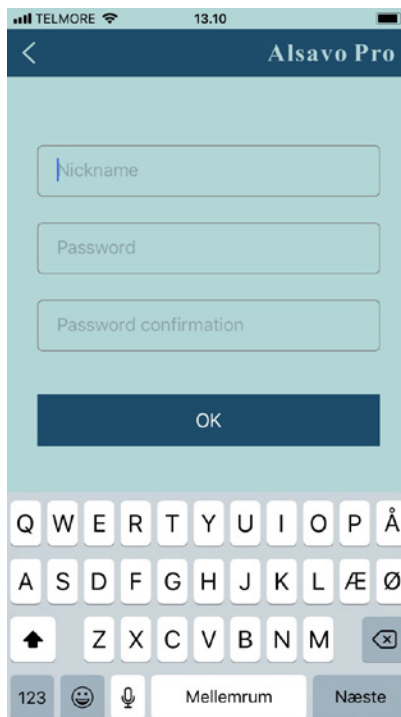 TELMORE 13.10
Alsavo Pro
Nickname
Password
Password confirmation
OK
Q W E R T Y U I O P Å
A S D F G H J K L Æ Ø
Z X C V B N M
123 Mellemrum Næste